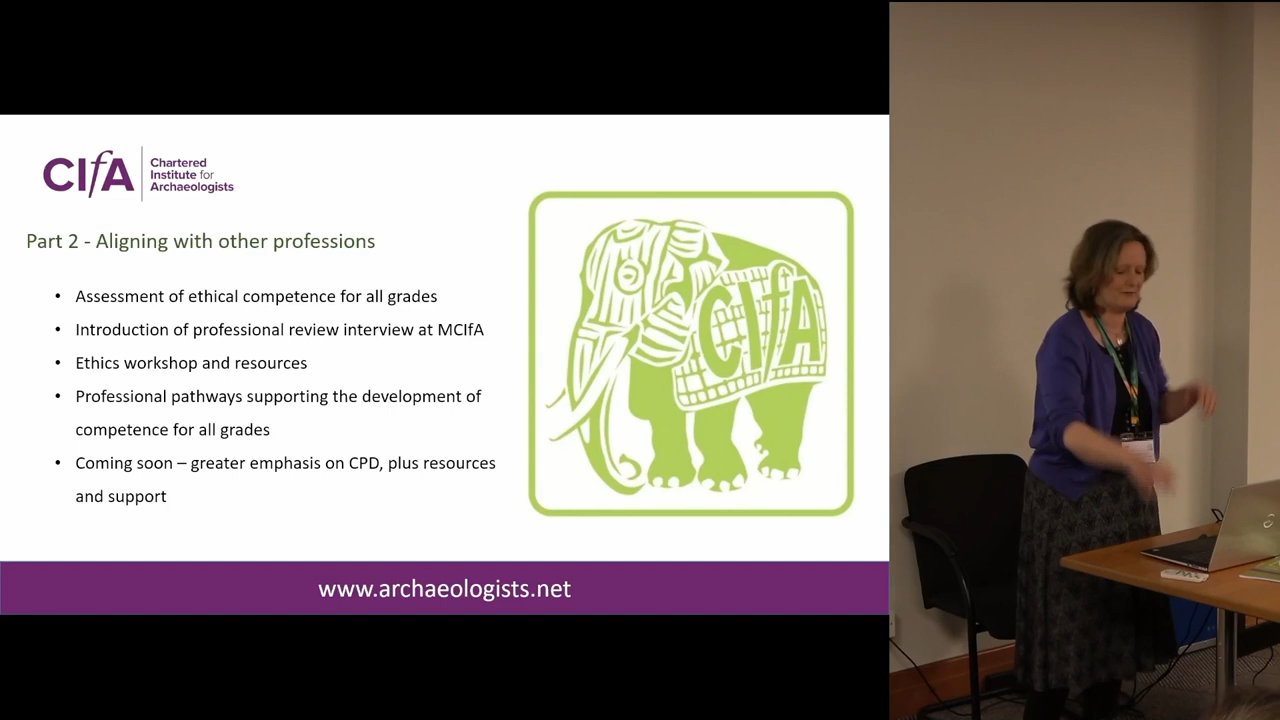 CIfA
Chartered
Institute for
Archaeologists
Part 2 - Aligning with other professions
• Assessment of ethical competence for all grades
• Introduction of professional review interview at MCIfA
• Ethics workshop and resources
• Professional pathways supporting the development of
competence for all grades
• Coming soon – greater emphasis on CPD, plus resources
and support
CIfA
www.archaeologists.net